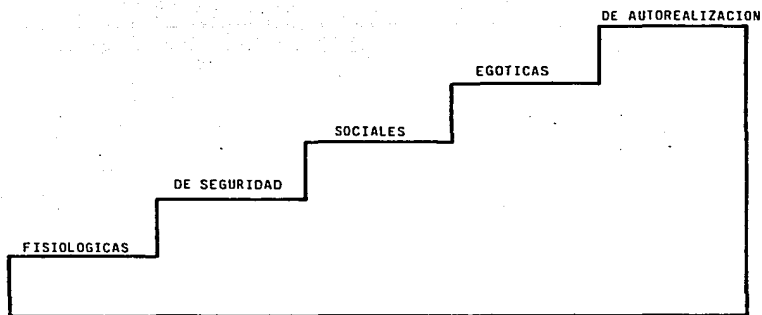 DE AUTOREALIZACION
EGOTICAS
SOCIALES
DE SEGURIDAD
FISIOLOGICAS